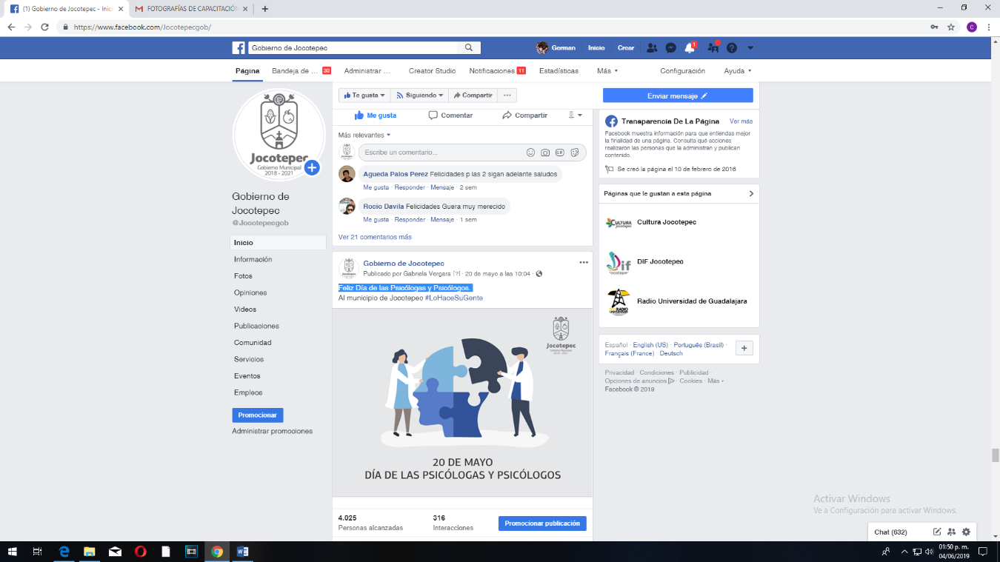 (1) Gobierno de Jocotepec - Inic
FOTOGRAFÍAS DE CAPACITACIÓN
https://www.facebook.com/Jocotepecgob/
C
Gobierno de Jocotepec
German
Inicio
Crear
1
Página
Bandeja de ... 30
Administrar ...
Creator Studio
Notificaciones 11
Estadísticas
Más
Configuración
Ayuda
Jocotepec
Gobierno Municipal
2018 - 2021
Gobierno de
Jocotepec
@Jocotepecgob
Inicio
Información
Fotos
Opiniones
Videos
Publicaciones
Comunidad
Servicios
Eventos
Empleos
Promocionar
Administrar promociones
Te gusta
Siguiendo
Compartir
...
Me gusta
Comentar
Compartir
Más relevantes
Escribe un comentario...
GIF
Agueda Palos Perez Felicidades p las 2 sigan adelante saludos
Me gusta · Responder · Mensaje · 2 sem
Rocio Davila Felicidades Guera muy merecido
Me gusta · Responder · Mensaje · 1 sem
Ver 21 comentarios más
Gobierno de Jocotepec
Publicado por Gabriela Vergara [?] · 20 de mayo a las 10:04 ·
Feliz Día de las Psicólogas y Psicólogos.
Al municipio de Jocotepec #LoHaceSuGente
Jocotepec
Gobierno Municipal
2018 - 2021
20 DE MAYO
DÍA DE LAS PSICÓLOGAS Y PSICÓLOGOS
4.025
Personas alcanzadas
316
Interacciones
Promocionar publicación
Enviar mensaje
Transparencia De La Página
Ver más
Facebook muestra información para que entiendas mejor
la finalidad de una página. Consulta qué acciones
realizaron las personas que la administran y publican
contenido.
Se creó la página el 10 de febrero de 2016
Páginas que le gustan a esta página
CULTURA
Jocotepec
Cultura Jocotepec
Dif
DIF Jocotepec
RADIO
Radio Universidad de Guadalajara
Español · English (US) · Português (Brasil) ·
Français (France) · Deutsch
Privacidad · Condiciones · Publicidad ·
Opciones de anuncios · Cookies · Más
Facebook © 2019
Activar Windows
Ve a Configuración para activar Windows.
Chat (632)
01:50 p. m.
04/06/2019